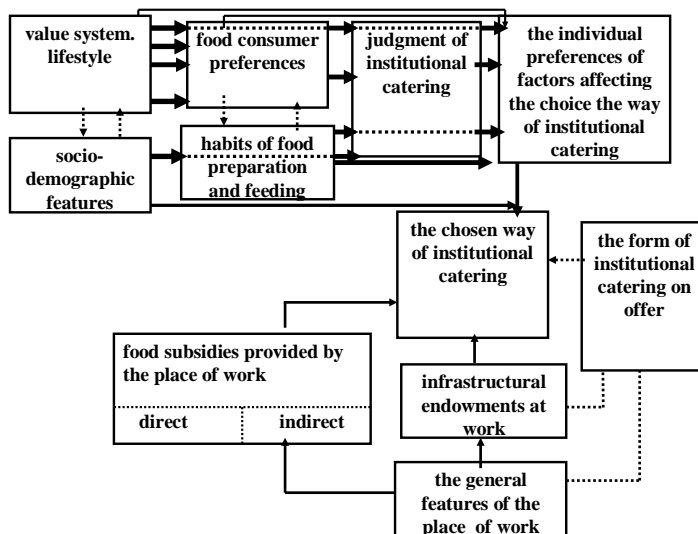 value system.
lifestyle
food consumer
preferences
judgment of
institutional
catering
the individual
preferences of
factors affecting
the choice the way
of institutional
catering
socio-
demographic
features
habits of food
preparation
and feeding
the chosen way
of institutional
catering
the form of
institutional
catering on
offer
food subsidies provided by
the place of work
direct
indirect
infrastructural
endowments at
work
the general
features of the
place of work